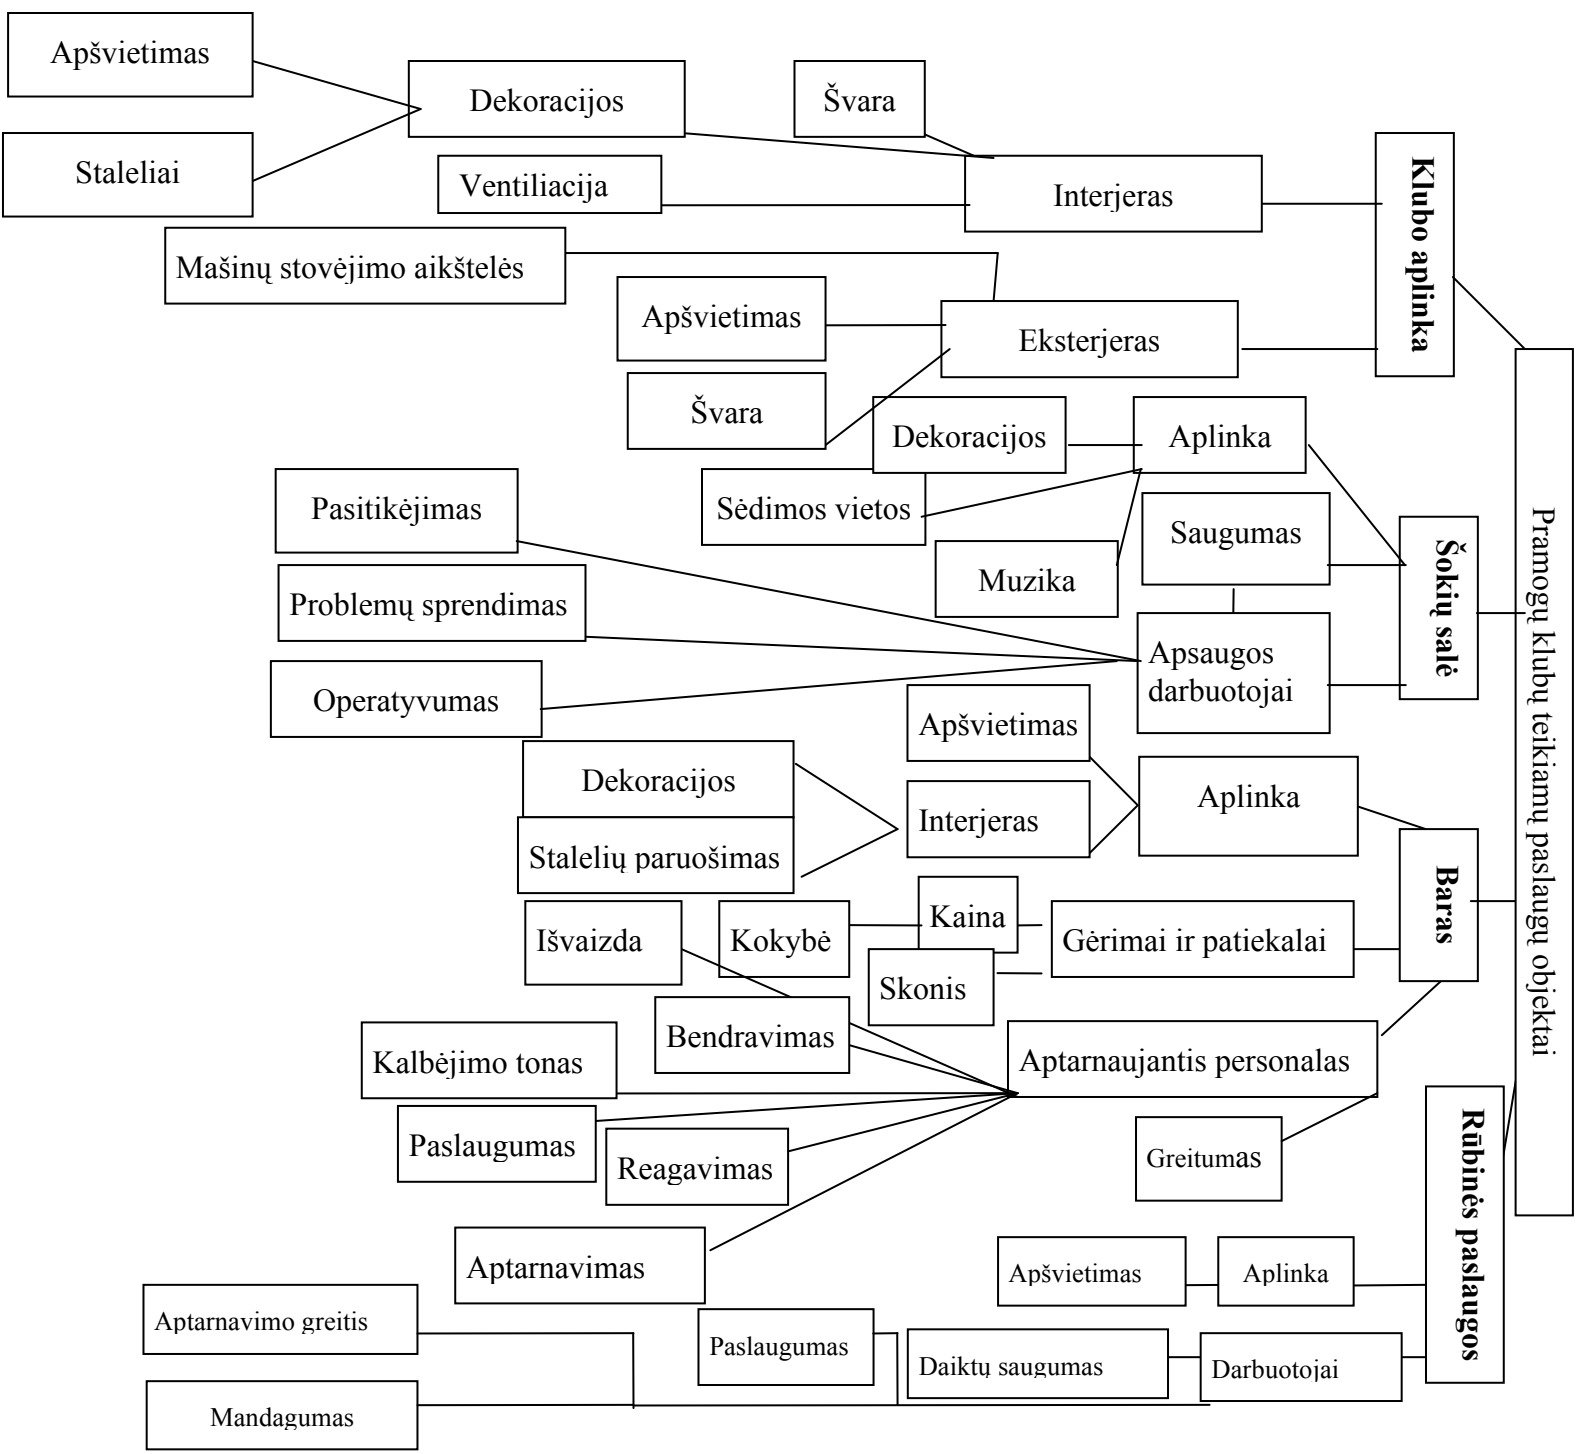 Apšvietimas
Dekoracijos
Švara
Staleliai
Ventiliacija
Interjeras
Klubo aplinka
Mašinų stovėjimo aikštelės
Apšvietimas
Eksterjeras
Švara
Dekoracijos
Aplinka
Pasitikėjimas
Sėdimos vietos
Saugumas
Muzika
Šokių salė
Problemų sprendimas
Apsaugos
darbuotojai
Operatyvumas
Pramogų klubų teikiamų paslaugų objektai
Apšvietimas
Dekoracijos
Aplinka
Interjeras
Stalelių paruošimas
Baras
Išvaizda
Kokybė
Kaina
Gėrimai ir patiekalai
Skonis
Bendravimas
Kalbėjimo tonas
Aptarnaujantis personalas
Paslaugumas
Reagavimas
Greitumas
Rūbinės paslaugos
Aptarnavimas
Apšvietimas
Aplinka
Aptarnavimo greitis
Paslaugumas
Daiktų saugumas
Darbuotojai
Mandagumas